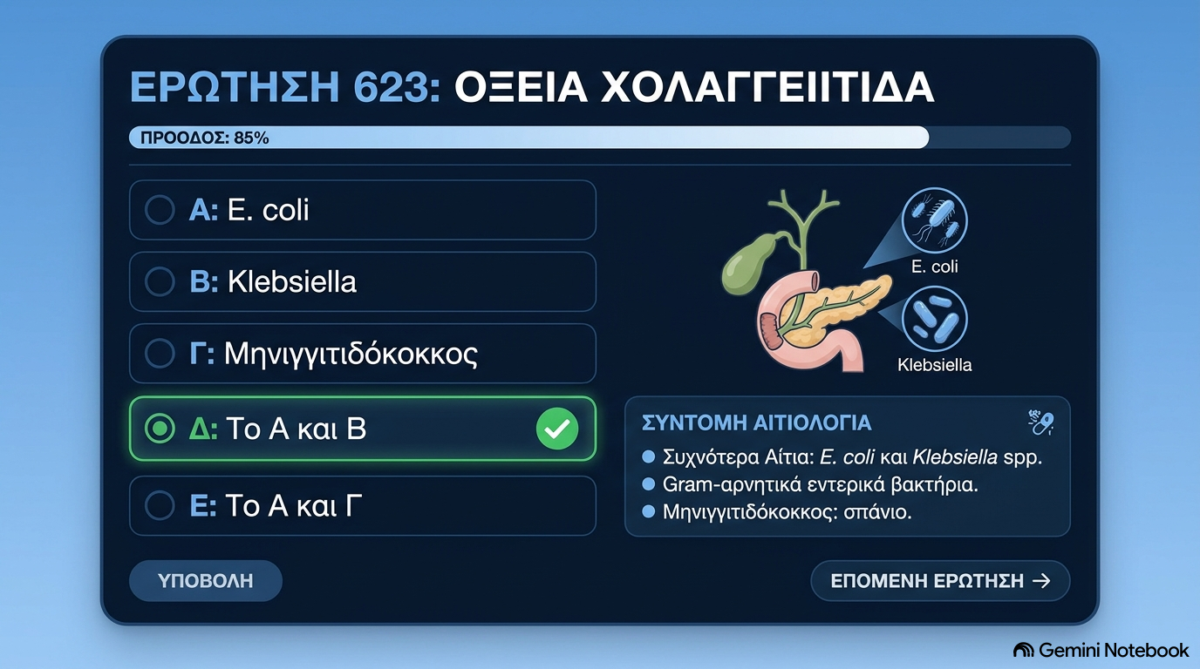 ΕΡΩΤΗΣΗ 623: ΟΞΕΙΑ ΧΟΛΑΓΓΕΙΙΤΙΔΑ
ΠΡΟΟΔΟΣ: 85%
Α: E. coli
Β: Klebsiella
Γ: Μηνιγγιτιδόκοκκος
Δ: Το Α και Β
Ε: Το Α και Γ
E. coli
Klebsiella
ΣΥΝΤΟΜΗ ΑΙΤΙΟΛΟΓΙΑ
Συχνότερα Αίτια: E. coli και Klebsiella spp.
Gram-αρνητικά εντερικά βακτήρια.
Μηνιγγιτιδόκοκκος: σπάνιο.
ΥΠΟΒΟΛΗ
ΕΠΟΜΕΝΗ ΕΡΩΤΗΣΗ →
Gemini Notebook